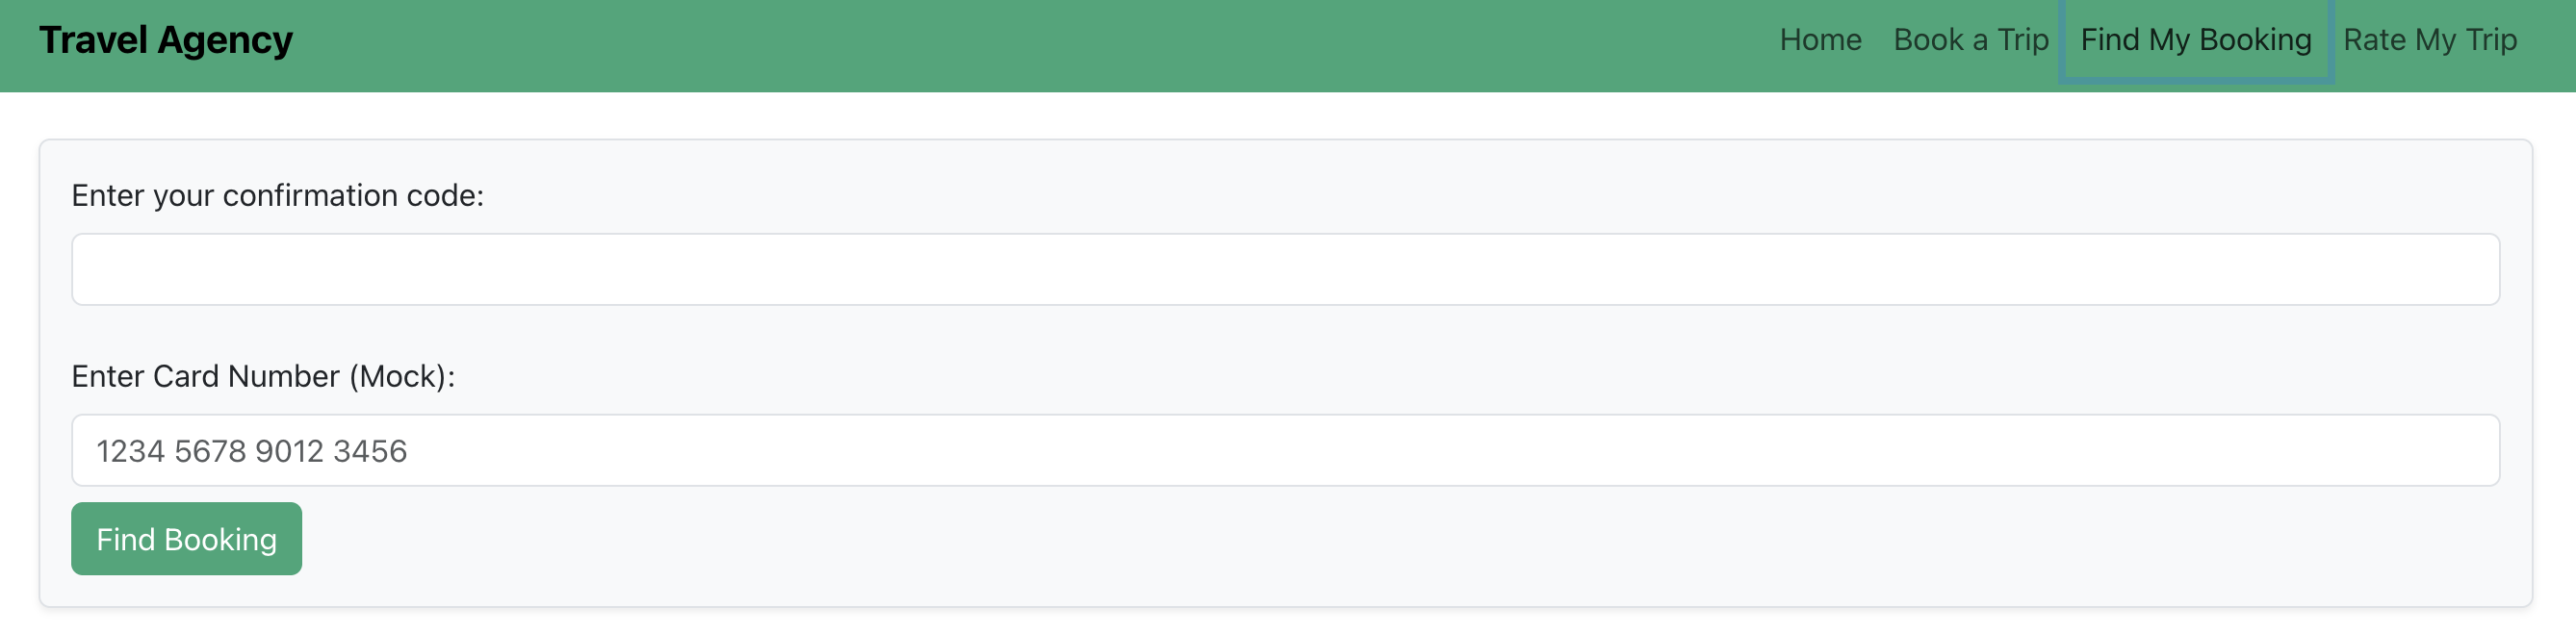 Travel Agency
Home Book a Trip Find My Booking Rate My Trip
Enter your confirmation code:
Enter Card Number (Mock):
1234 5678 9012 3456
Find Booking